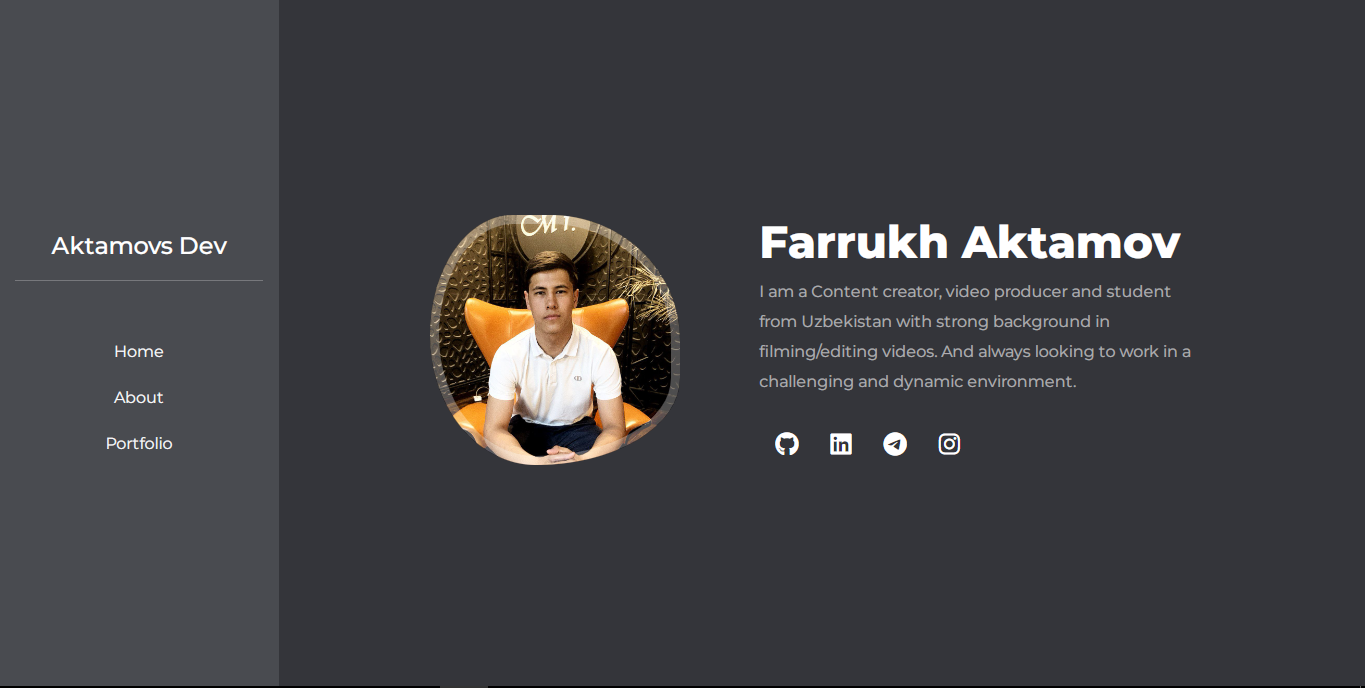 Aktamovs Dev
Home
About
Portfolio
Farrukh Aktamov
I am a Content creator, video producer and student
from Uzbekistan with strong background in
filming/editing videos. And always looking to work in a
challenging and dynamic environment.